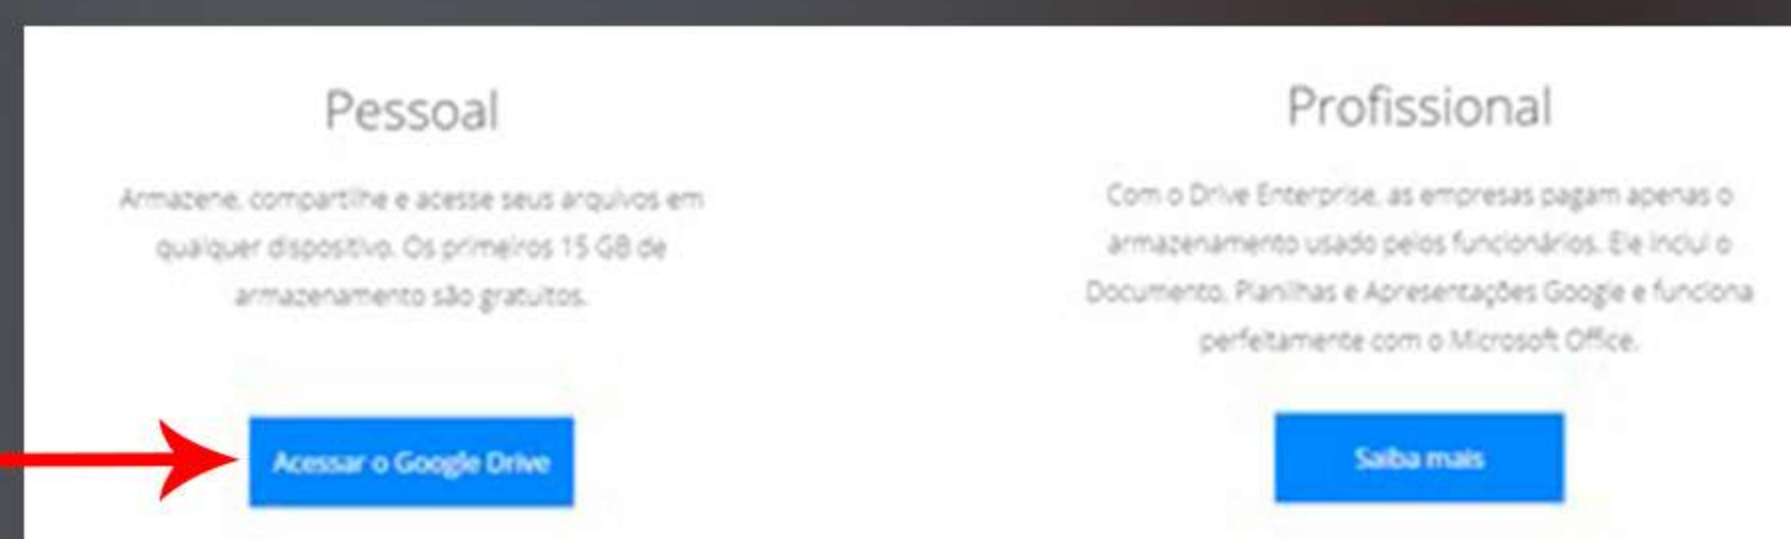 Pessoal
Armazene, compartilhe e acesse seus arquivos em
qualquer dispositivo. Os primeiros 15 GB de
armazenamento são gratuitos.
Acessar o Google Drive
Profissional
Com o Drive Enterprise, as empresas pagam apenas o
armazenamento usado pelos funcionários. Ele inclui o
Documento, Planilhas e Apresentações Google e funciona
perfeitamente com o Microsoft Office.
Saiba mais